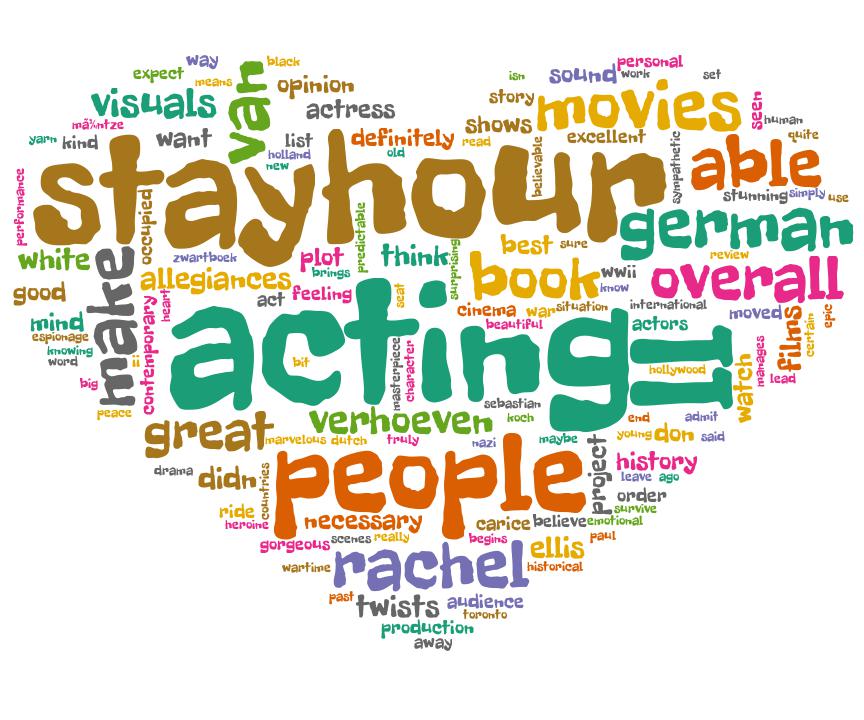 way
black
isn
personal
expect
means
van
opinion
sound
work
set
visuals
actress
story
movies
seen
human
mã¼ntze
shows
yarn
kind
want
list
definitely
read
excellent
quite
holland
old
new
stayhour
believable
sympathetic
able
performance
occupied
predictable
stunning
simply
use
german
white
zwartboek
plot
think
surprising
best
sure
review
make
allegiances
brings
book
wwii
know
overall
good
heart
act
feeling
seat
cinema
war
situation
international
moved
epic
mind
contemporary
acting
beautiful
actors
films
certain
espionage
knowing
word
ii
bit
masterpiece
character
II
hollywood
watch
manages
lead
big
peace
sebastian
great
verhoeven
koch
end
admit
marvelous
dutch
truly
nazi
maybe
young
don
said
drama
didn
countries
people
project
history
leave
ago
order
ride
heroine
necessary
carice
believe
emotional
survive
gorgeous
scenes
really
begins
ellis
paul
wartime
rachel
historical
past
twists
audience
toronto
production
away